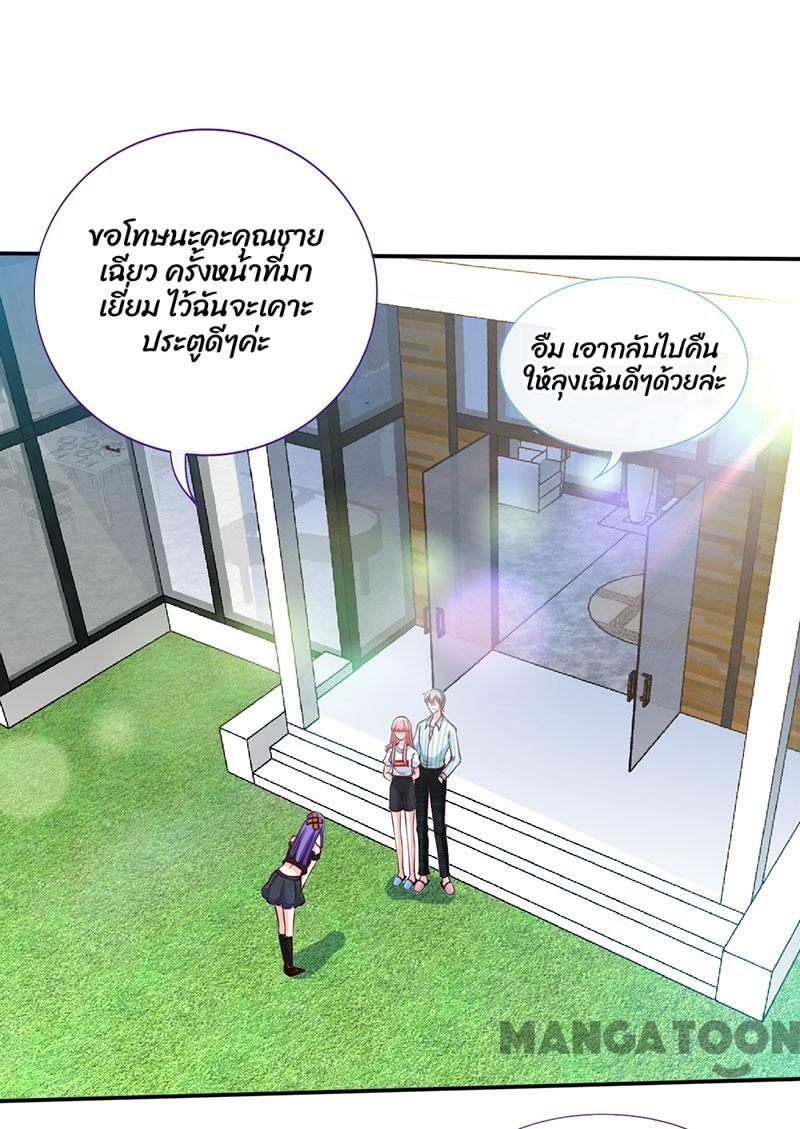 ขอโทษนะคะคุณชาย
เฉียว ครั้งหน้าที่มา
เยี่ยม ไว้ฉันจะเคาะ
ประตูดีๆค่ะ
อืม เอากลับไปคืน
ให้ลุงเฉินดีๆด้วยล่ะ
MANGATOON